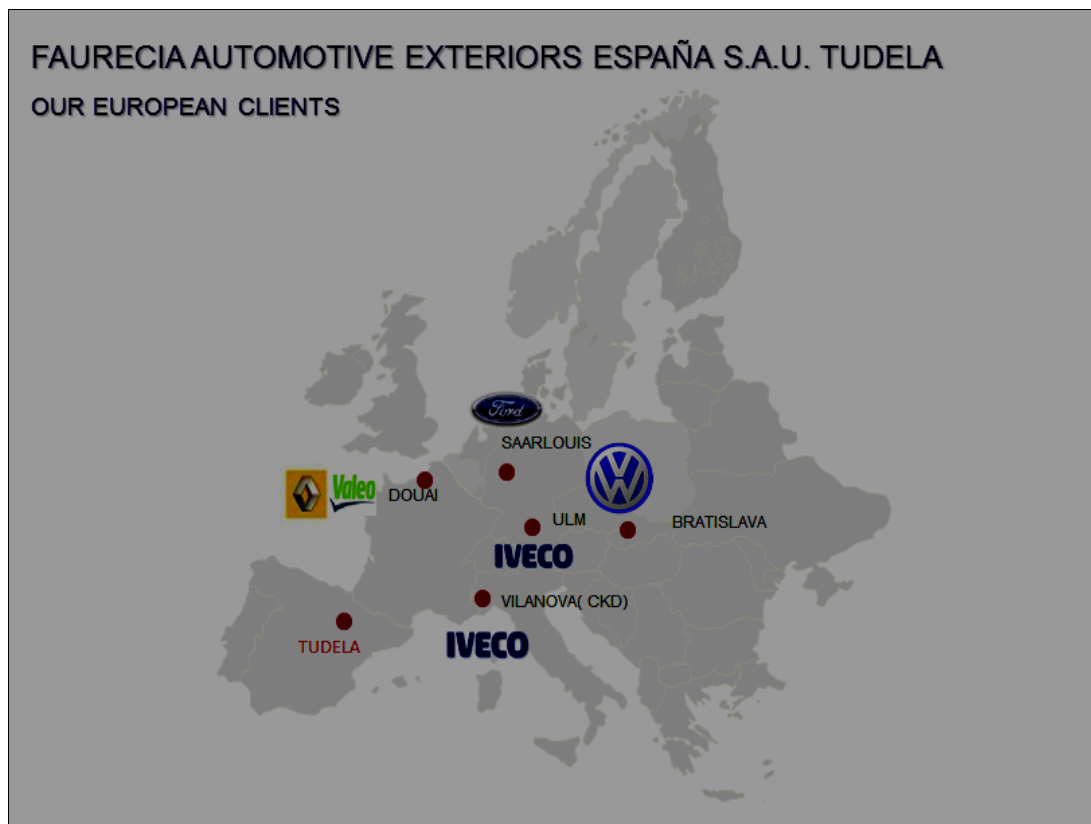 FAURECIA AUTOMOTIVE EXTERIORS ESPAÑA S.A.U. TUDELA
OUR EUROPEAN CLIENTS
Ford
SAARLOUIS
VW
Valeo
DOUAI
ULM
BRATISLAVA
IVECO
VILANOVA( CKD)
IVECO
TUDELA